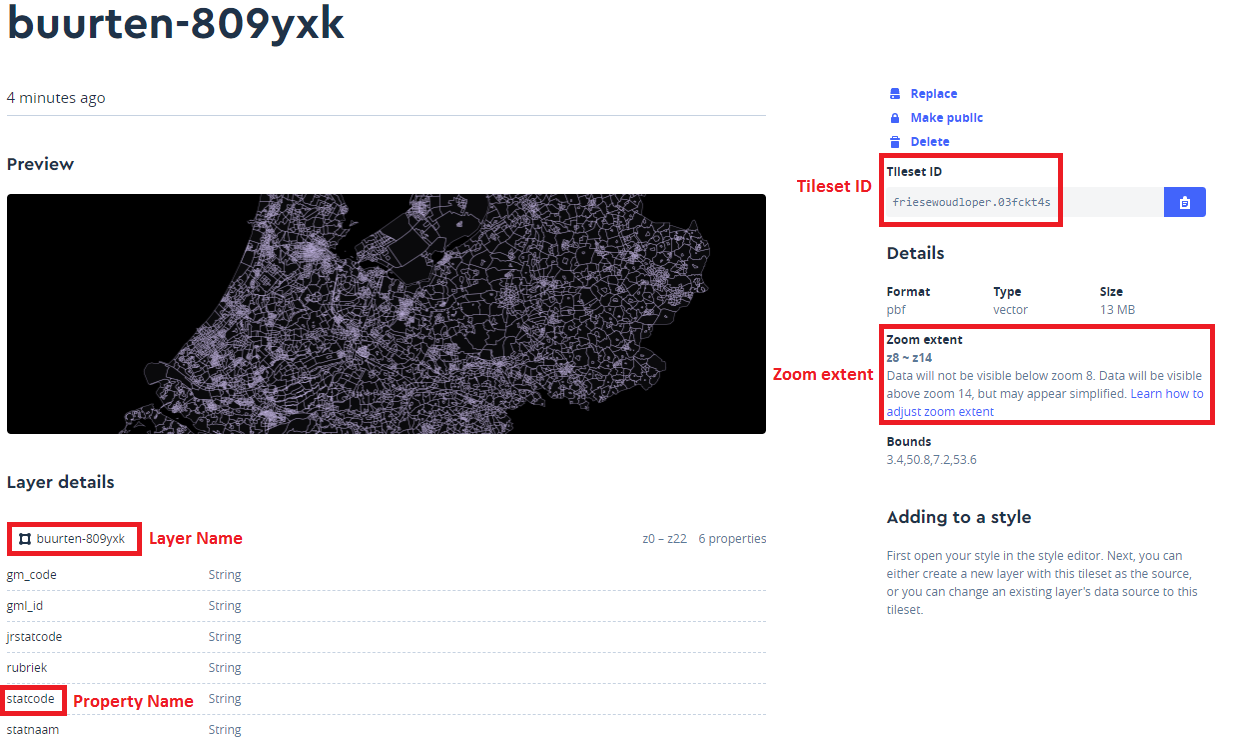 buurten-809yxk
4 minutes ago
Preview
Layer details
buurten-809yxk Layer Name z0 – z22 6 properties
gm_code String
gml_id String
jrstatcode String
rubriek String
statcode Property Name String
statnaam String
Replace
Make public
Delete
Tileset ID
Tileset ID
friesewoudloper.03fckt4s
Details
Format Type Size
pbf vector 13 MB
Zoom extent
Zoom extent
z8 ~ z14
Data will not be visible below zoom 8. Data will be visible
above zoom 14, but may appear simplified. Learn how to
adjust zoom extent
Bounds
3.4,50.8,7.2,53.6
Adding to a style
First open your style in the style editor. Next, you can
either create a new layer with this tileset as the source,
or you can change an existing layer's data source to this
tileset.